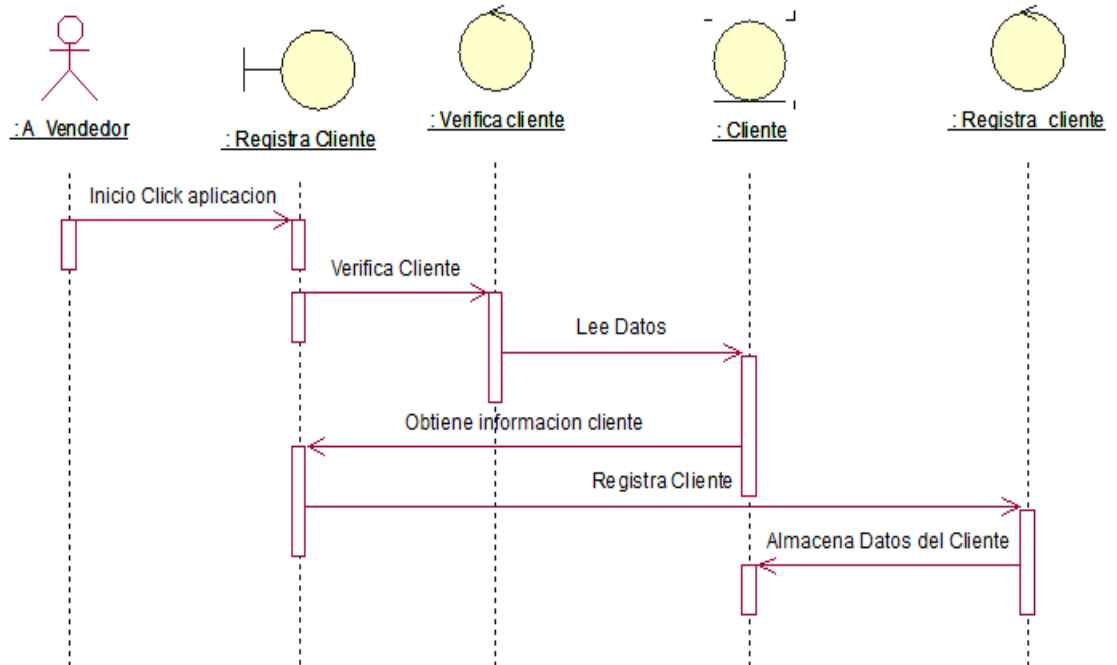 : A_Vendedor
: Registra Cliente
: Verifica cliente
: Cliente
: Registra_cliente
Inicio Click aplicacion
Verifica Cliente
Lee Datos
Obtiene informacion cliente
Registra Cliente
Almacena Datos del Cliente